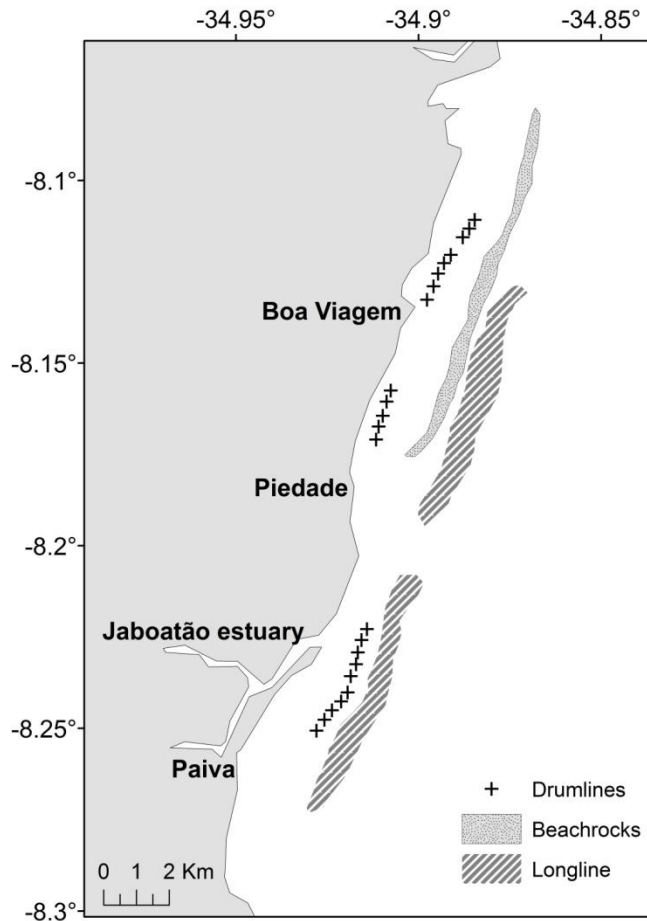 -34.95° -34.9° -34.85°
-8.1°
Boa Viagem
-8.15°
Piedade
-8.2°
Jaboatão estuary
-8.25°
Paiva
Drumlines
Beachrocks
0 1 2 Km
Longline
-8.3°